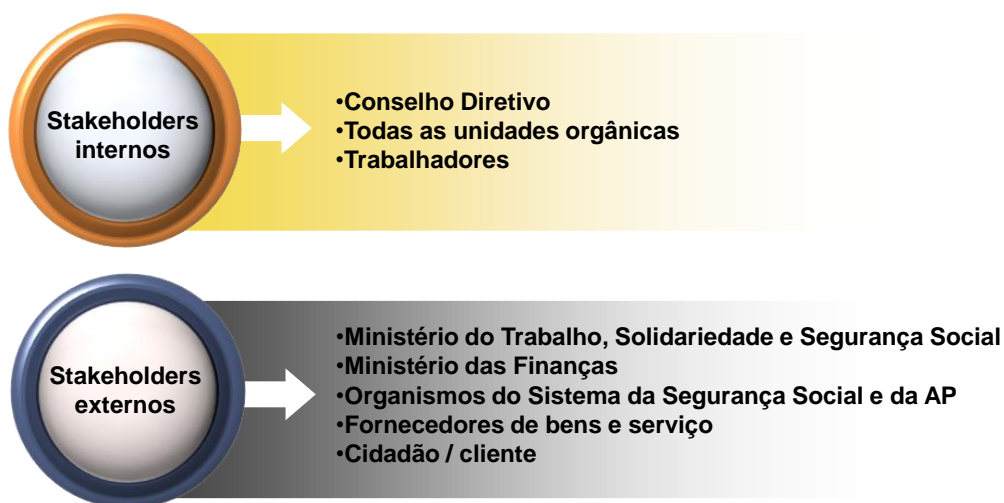 Stakeholders
internos
•Conselho Diretivo
•Todas as unidades orgânicas
•Trabalhadores
Stakeholders
externos
•Ministério do Trabalho, Solidariedade e Segurança Social
•Ministério das Finanças
•Organismos do Sistema da Segurança Social e da AP
•Fornecedores de bens e serviço
•Cidadão / cliente